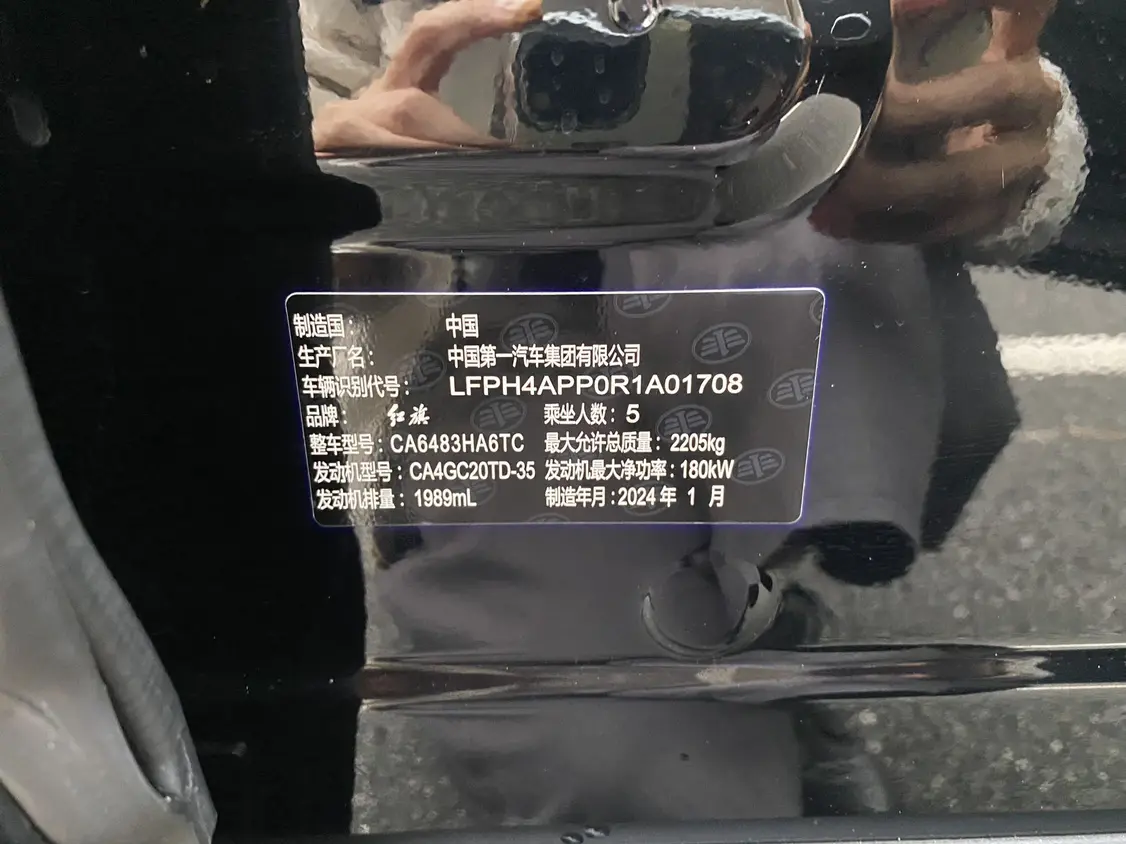 制造国： 中国
生产厂名： 中国第一汽车集团有限公司
车辆识别代号： LFPH4APP0R1A01708
品牌： 红旗 乘坐人数：5
整车型号：CA6483HA6TC 最大允许总质量：2205kg
发动机型号：CA4GC20TD-35 发动机最大净功率：180kW
发动机排量：1989mL 制造年月：2024 年 1 月